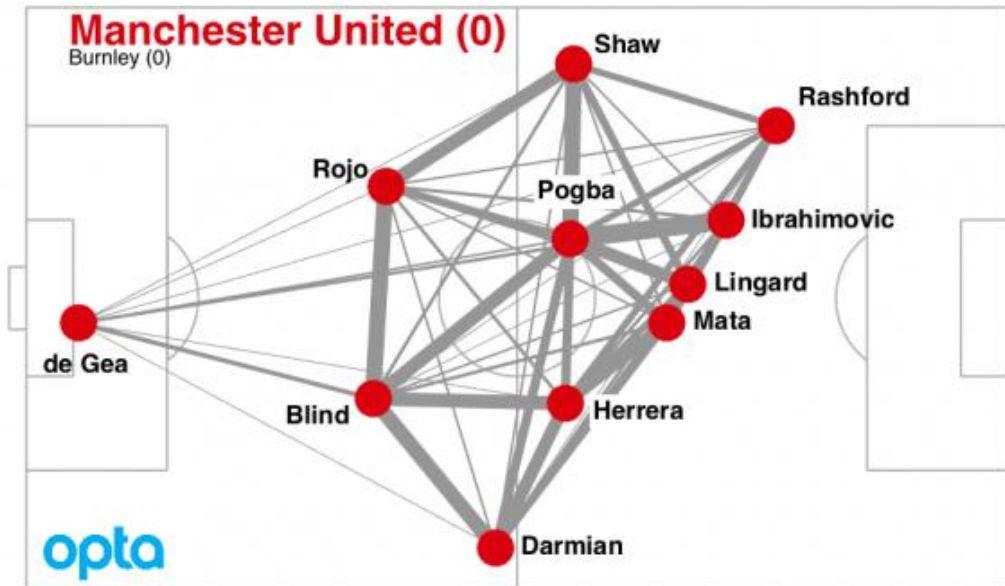 Manchester United (0)
Burnley (0)
Shaw
Rashford
Rojo
Pogba
Ibrahimovic
Lingard
Mata
de Gea
Blind
Herrera
Darmian
opta